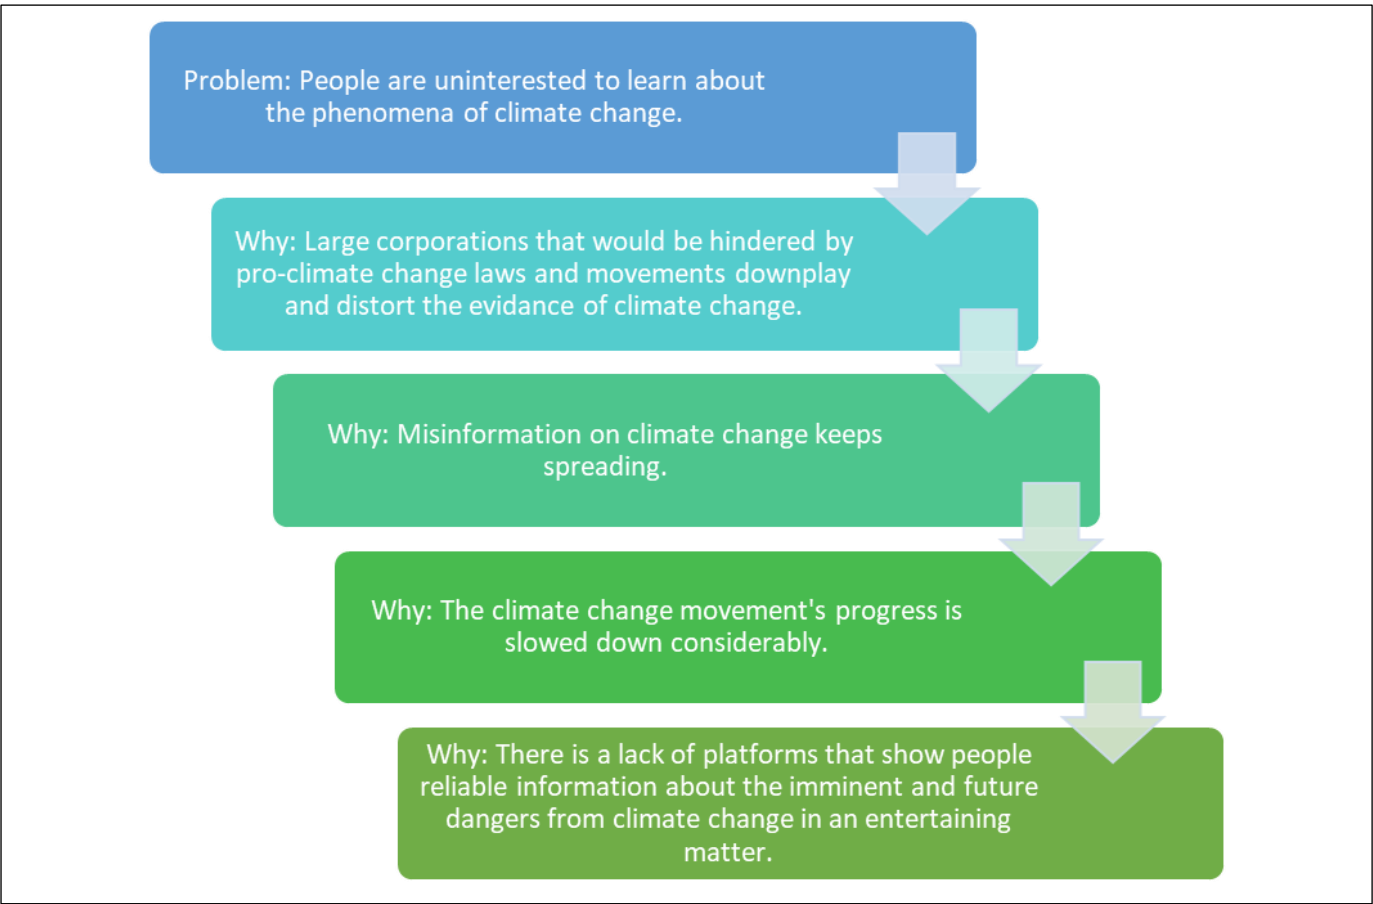 Problem: People are uninterested to learn about
the phenomena of climate change.
Why: Large corporations that would be hindered by
pro-climate change laws and movements downplay
and distort the evidance of climate change.
Why: Misinformation on climate change keeps
spreading.
Why: The climate change movement's progress is
slowed down considerably.
Why: There is a lack of platforms that show people
reliable information about the imminent and future
dangers from climate change in an entertaining
matter.